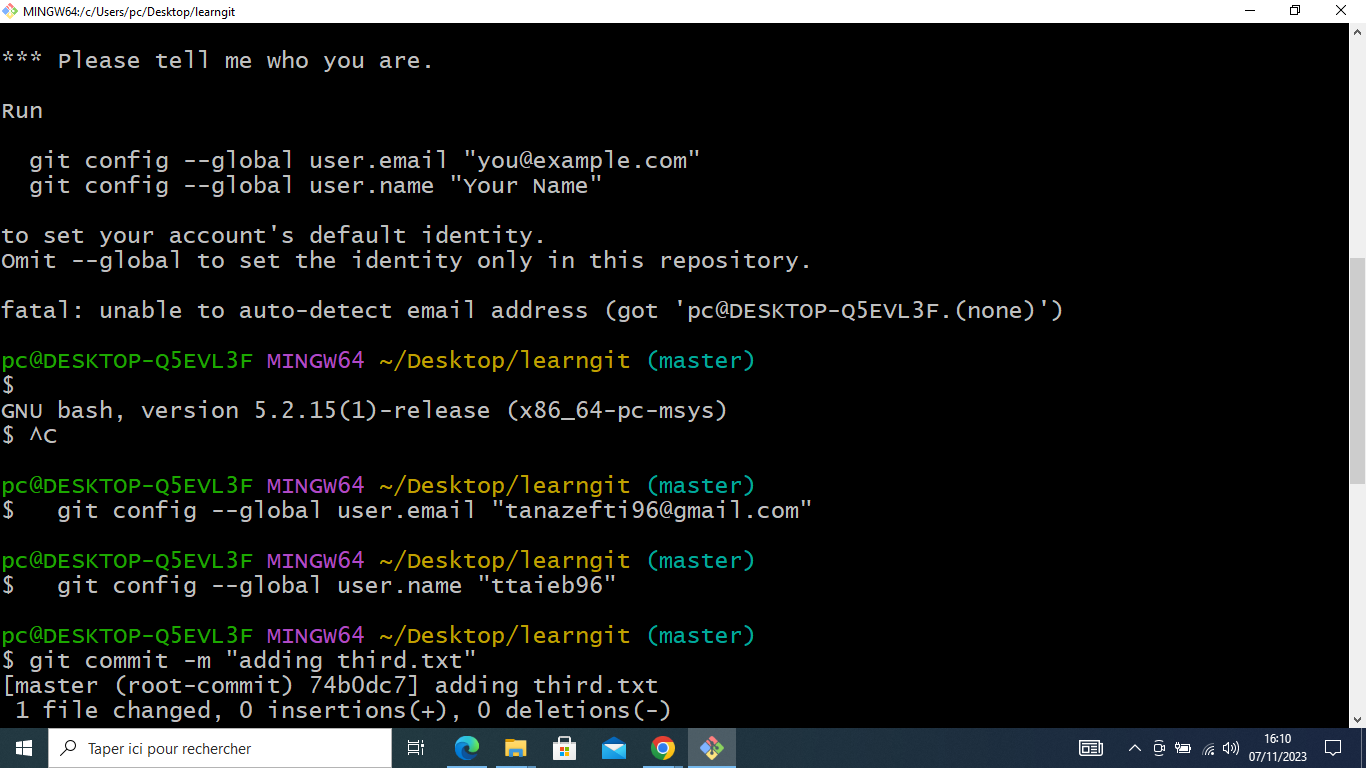 MINGW64:/c/Users/pc/Desktop/learngit
*** Please tell me who you are.
Run
git config --global user.email "you@example.com"
git config --global user.name "Your Name"
to set your account's default identity.
Omit --global to set the identity only in this repository.
fatal: unable to auto-detect email address (got 'pc@DESKTOP-Q5EVL3F.(none)')
pc@DESKTOP-Q5EVL3F MINGW64 ~/Desktop/learngit (master)
$
GNU bash, version 5.2.15(1)-release (x86_64-pc-msys)
$ ^C
pc@DESKTOP-Q5EVL3F MINGW64 ~/Desktop/learngit (master)
$   git config --global user.email "tanazefti96@gmail.com"
pc@DESKTOP-Q5EVL3F MINGW64 ~/Desktop/learngit (master)
$   git config --global user.name "ttaieb96"
pc@DESKTOP-Q5EVL3F MINGW64 ~/Desktop/learngit (master)
$ git commit -m "adding third.txt"
[master (root-commit) 74b0dc7] adding third.txt
1 file changed, 0 insertions(+), 0 deletions(-)
Taper ici pour rechercher
16:10
07/11/2023